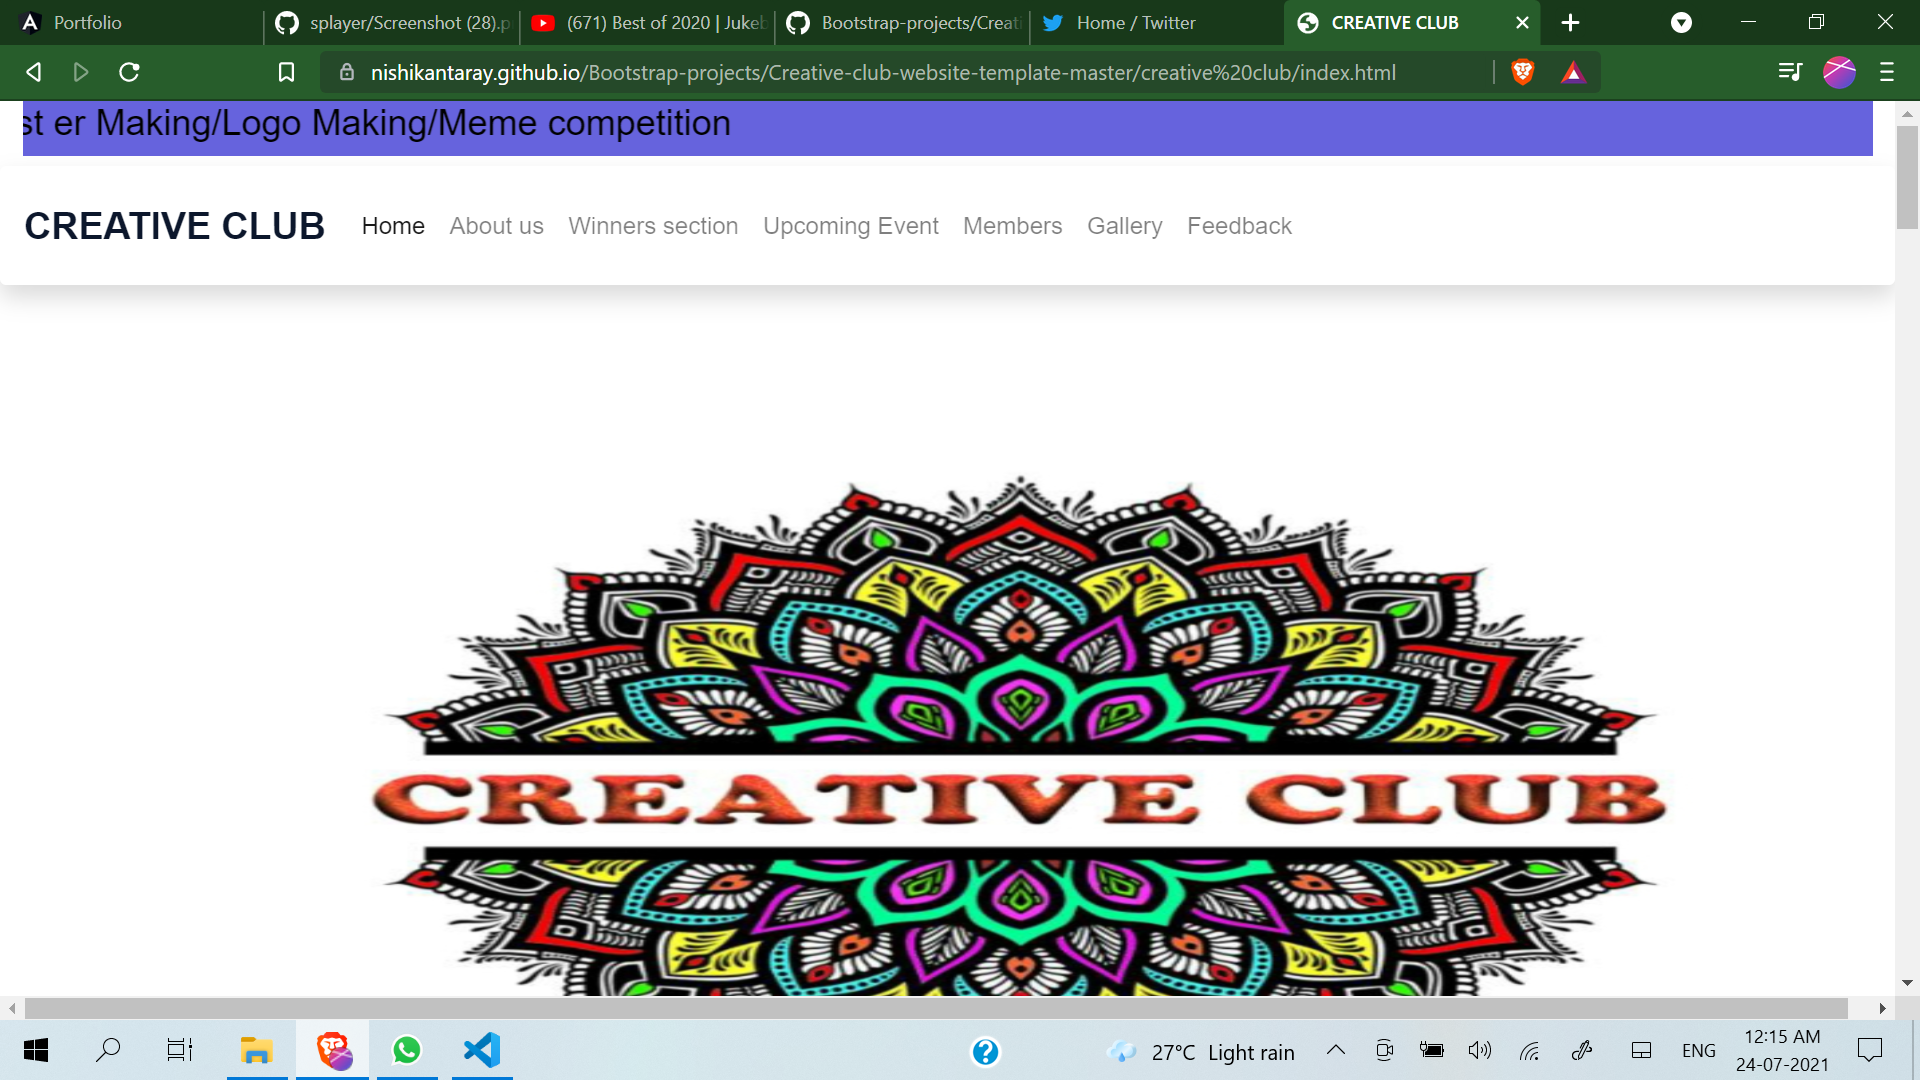 Portfolio
splayer/Screenshot (28).p
(671) Best of 2020 | Jukeb
Bootstrap-projects/Creati
Home / Twitter
CREATIVE CLUB
nishikantaray.github.io/Bootstrap-projects/Creative-club-website-template-master/creative%20club/index.html
st er Making/Logo Making/Meme competition
CREATIVE CLUB
Home
About us
Winners section
Upcoming Event
Members
Gallery
Feedback
CREATIVE CLUB
27°C Light rain
ENG
12:15 AM
24-07-2021